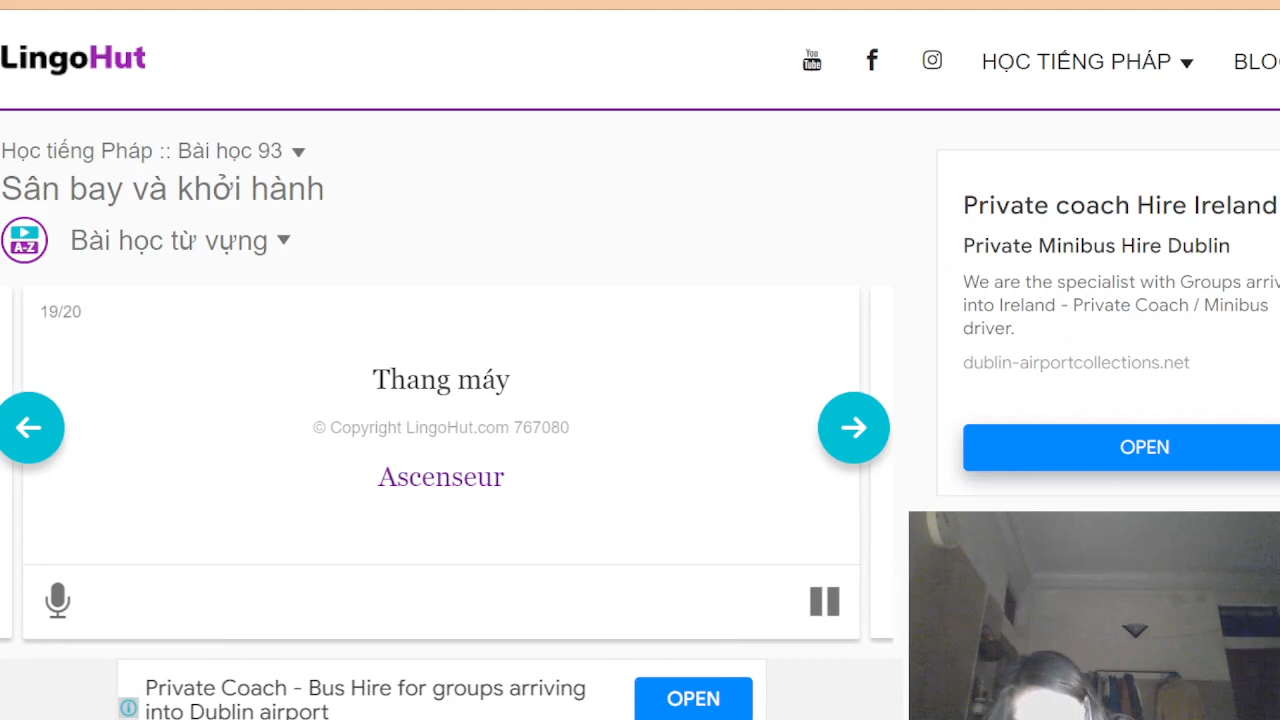 LingoHut
You Tube
HỌC TIẾNG PHÁP
BLO
Học tiếng Pháp :: Bài học 93
Sân bay và khởi hành
A-Z
Bài học từ vựng
19/20
Thang máy
© Copyright LingoHut.com 767080
Ascenseur
Private coach Hire Ireland
Private Minibus Hire Dublin
We are the specialist with Groups arriv
into Ireland - Private Coach / Minibus
driver.
dublin-airportcollections.net
OPEN
Private Coach - Bus Hire for groups arriving
into Dublin airport
OPEN